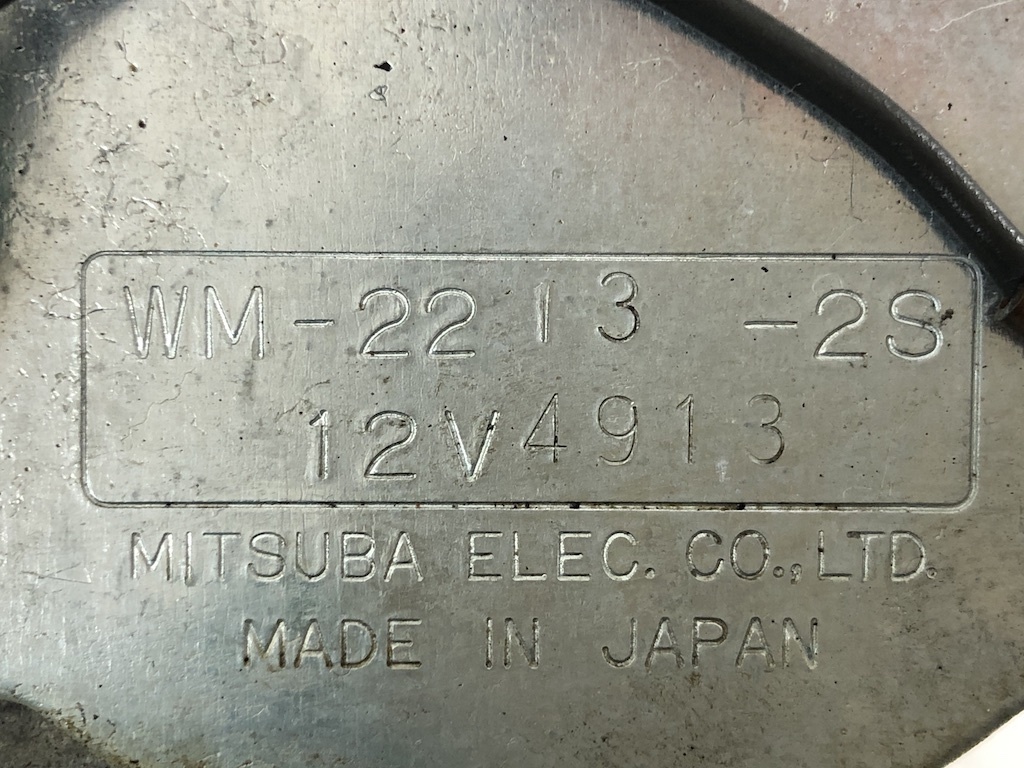 WM-2213-2S
12V4913
MITSUBA ELEC. CO., LTD.
MADE IN JAPAN